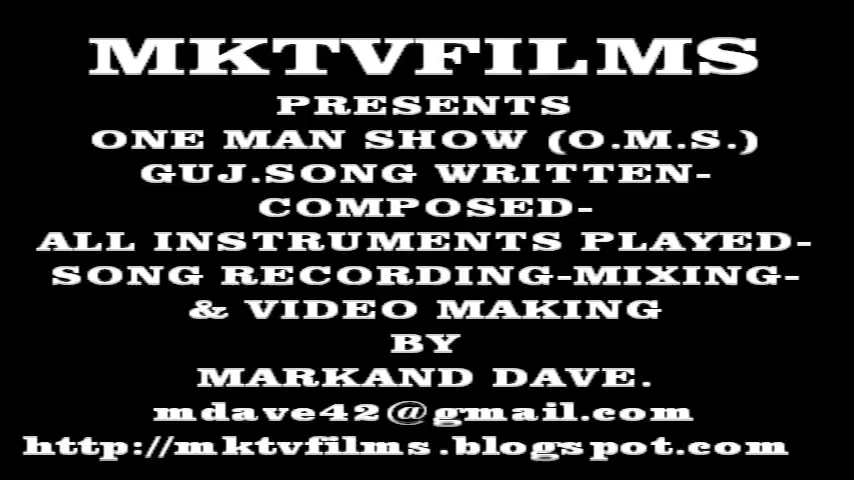 MKTVFILMS
PRESENTS
ONE MAN SHOW (O.M.S.)
GUJ.SONG WRITTEN-
COMPOSED-
ALL INSTRUMENTS PLAYED-
SONG RECORDING-MIXING-
& VIDEO MAKING
BY
MARKAND DAVE.
mdave42@gmail.com
http://mktvfilms.blogspot.com